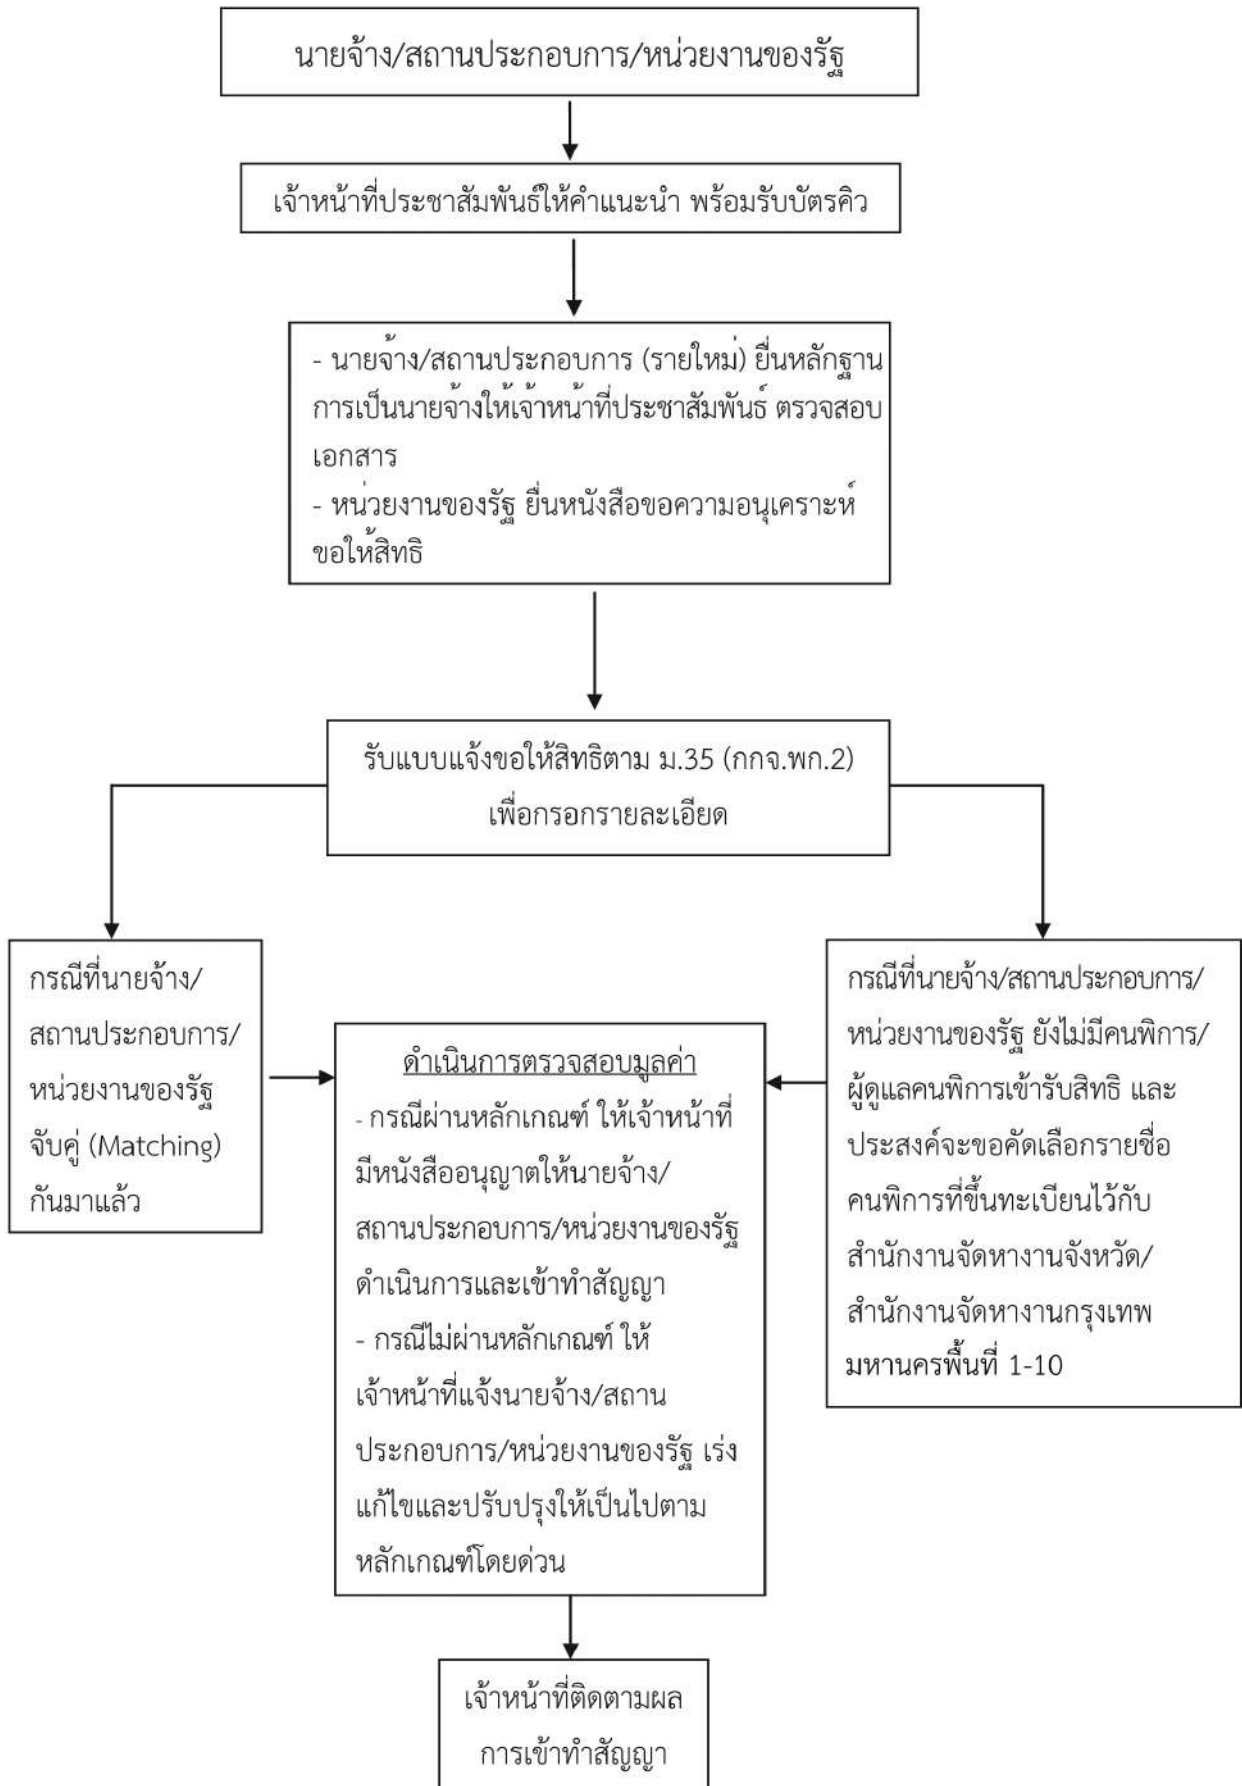 นายจ้าง/สถานประกอบการ/หน่วยงานของรัฐ
เจ้าหน้าที่ประชาสัมพันธ์ให้คำแนะนำ พร้อมรับบัตรคิว
- นายจ้าง/สถานประกอบการ (รายใหม่) ยื่นหลักฐาน
การเป็นนายจ้างให้เจ้าหน้าที่ประชาสัมพันธ์ ตรวจสอบ
เอกสาร
- หน่วยงานของรัฐ ยื่นหนังสือขอความอนุเคราะห์
ขอให้สิทธิ
รับแบบแจ้งขอให้สิทธิตาม ม.35 (กกจ.พก.2)
เพื่อกรอกรายละเอียด
กรณีที่นายจ้าง/
สถานประกอบการ/
หน่วยงานของรัฐ
จับคู่ (Matching)
กันมาแล้ว
ดำเนินการตรวจสอบมูลค่า
- กรณีผ่านหลักเกณฑ์ ให้เจ้าหน้าที่
มีหนังสืออนุญาตให้นายจ้าง/
สถานประกอบการ/หน่วยงานของรัฐ
ดำเนินการและเข้าทำสัญญา
- กรณีไม่ผ่านหลักเกณฑ์ ให้
เจ้าหน้าที่แจ้งนายจ้าง/สถาน
ประกอบการ/หน่วยงานของรัฐ เร่ง
แก้ไขและปรับปรุงให้เป็นไปตาม
หลักเกณฑ์โดยด่วน
กรณีที่นายจ้าง/สถานประกอบการ/
หน่วยงานของรัฐ ยังไม่มีคนพิการ/
ผู้ดูแลคนพิการเข้ารับสิทธิ และ
ประสงค์จะขอคัดเลือกรายชื่อ
คนพิการที่ขึ้นทะเบียนไว้กับ
สำนักงานจัดหางานจังหวัด/
สำนักงานจัดหางานกรุงเทพ
มหานครพื้นที่ 1-10
เจ้าหน้าที่ติดตามผล
การเข้าทำสัญญา